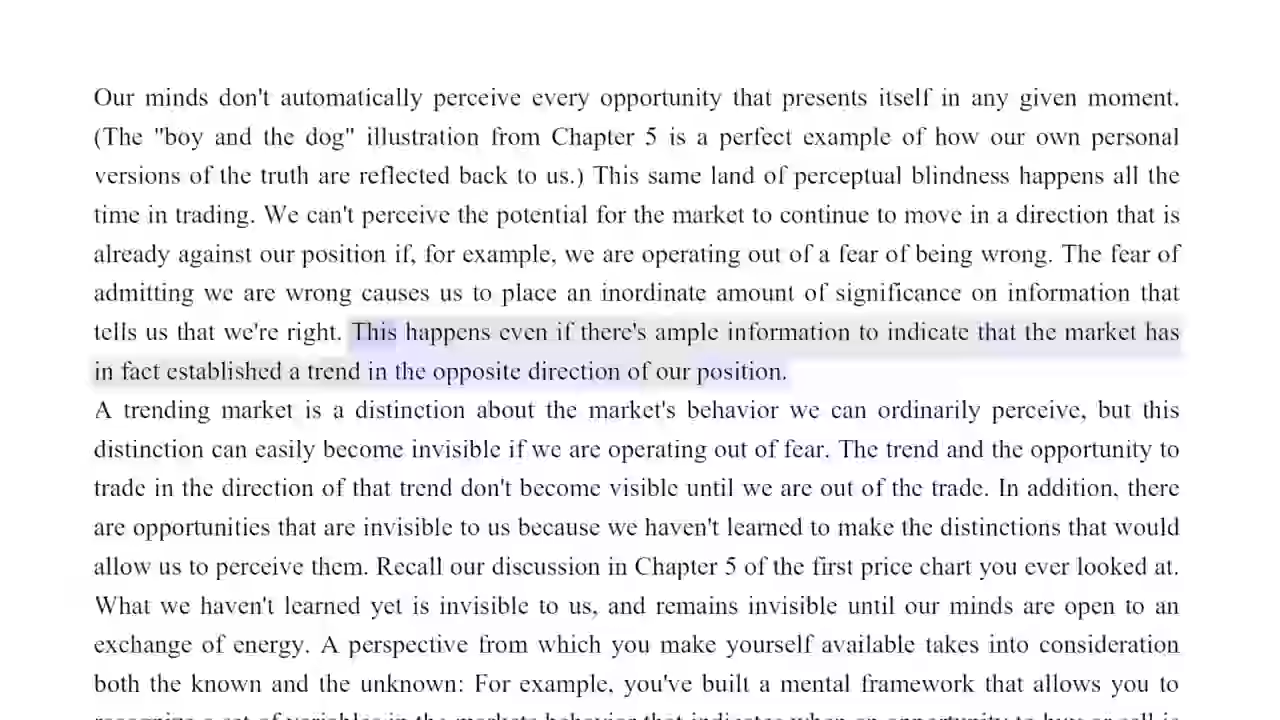 Our minds don't automatically perceive every opportunity that presents itself in any given moment.
(The "boy and the dog" illustration from Chapter 5 is a perfect example of how our own personal
versions of the truth are reflected back to us.) This same land of perceptual blindness happens all the
time in trading. We can't perceive the potential for the market to continue to move in a direction that is
already against our position if, for example, we are operating out of a fear of being wrong. The fear of
admitting we are wrong causes us to place an inordinate amount of significance on information that
tells us that we're right. This happens even if there's ample information to indicate that the market has
in fact established a trend in the opposite direction of our position.
A trending market is a distinction about the market's behavior we can ordinarily perceive, but this
distinction can easily become invisible if we are operating out of fear. The trend and the opportunity to
trade in the direction of that trend don't become visible until we are out of the trade. In addition, there
are opportunities that are invisible to us because we haven't learned to make the distinctions that would
allow us to perceive them. Recall our discussion in Chapter 5 of the first price chart you ever looked at.
What we haven't learned yet is invisible to us, and remains invisible until our minds are open to an
exchange of energy. A perspective from which you make yourself available takes into consideration
both the known and the unknown: For example, you've built a mental framework that allows you to